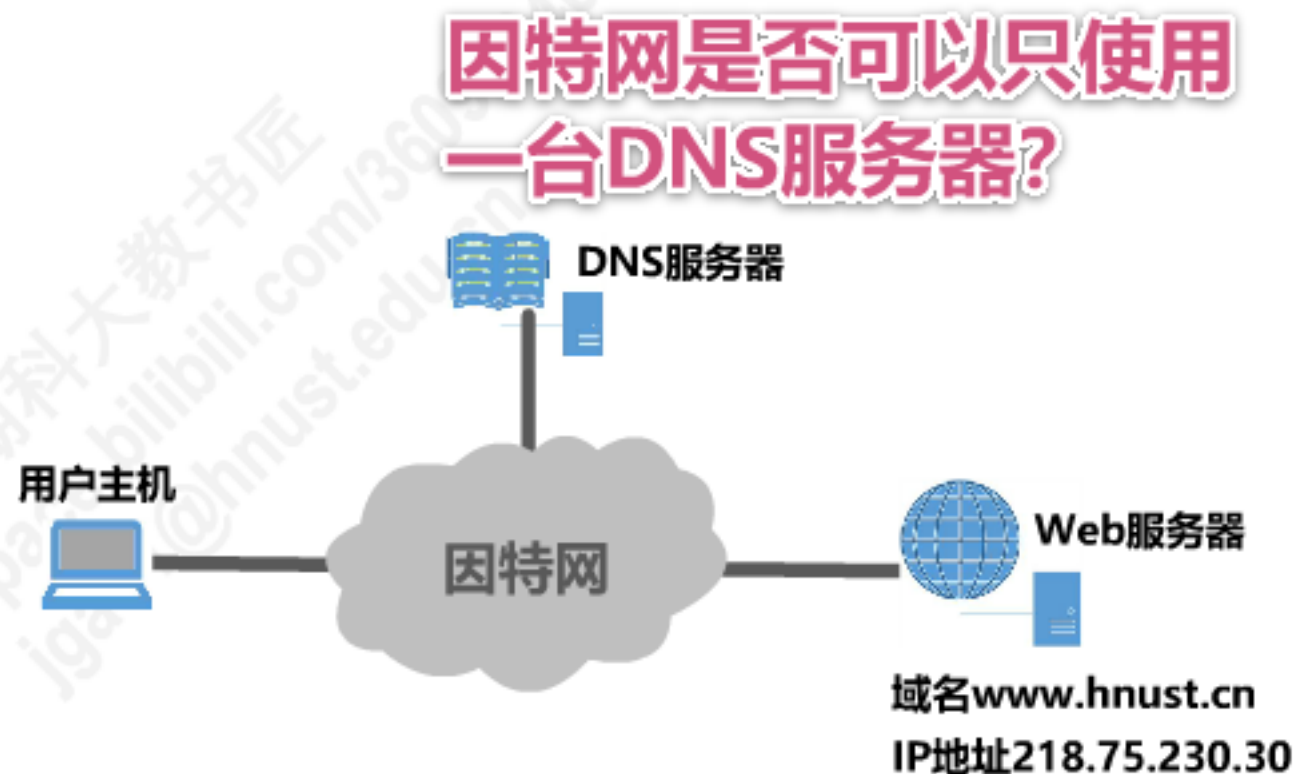 因特网是否可以只使用
一台DNS服务器?
DNS服务器
用户主机
因特网
Web服务器
域名www.hnust.cn
IP地址218.75.230.30